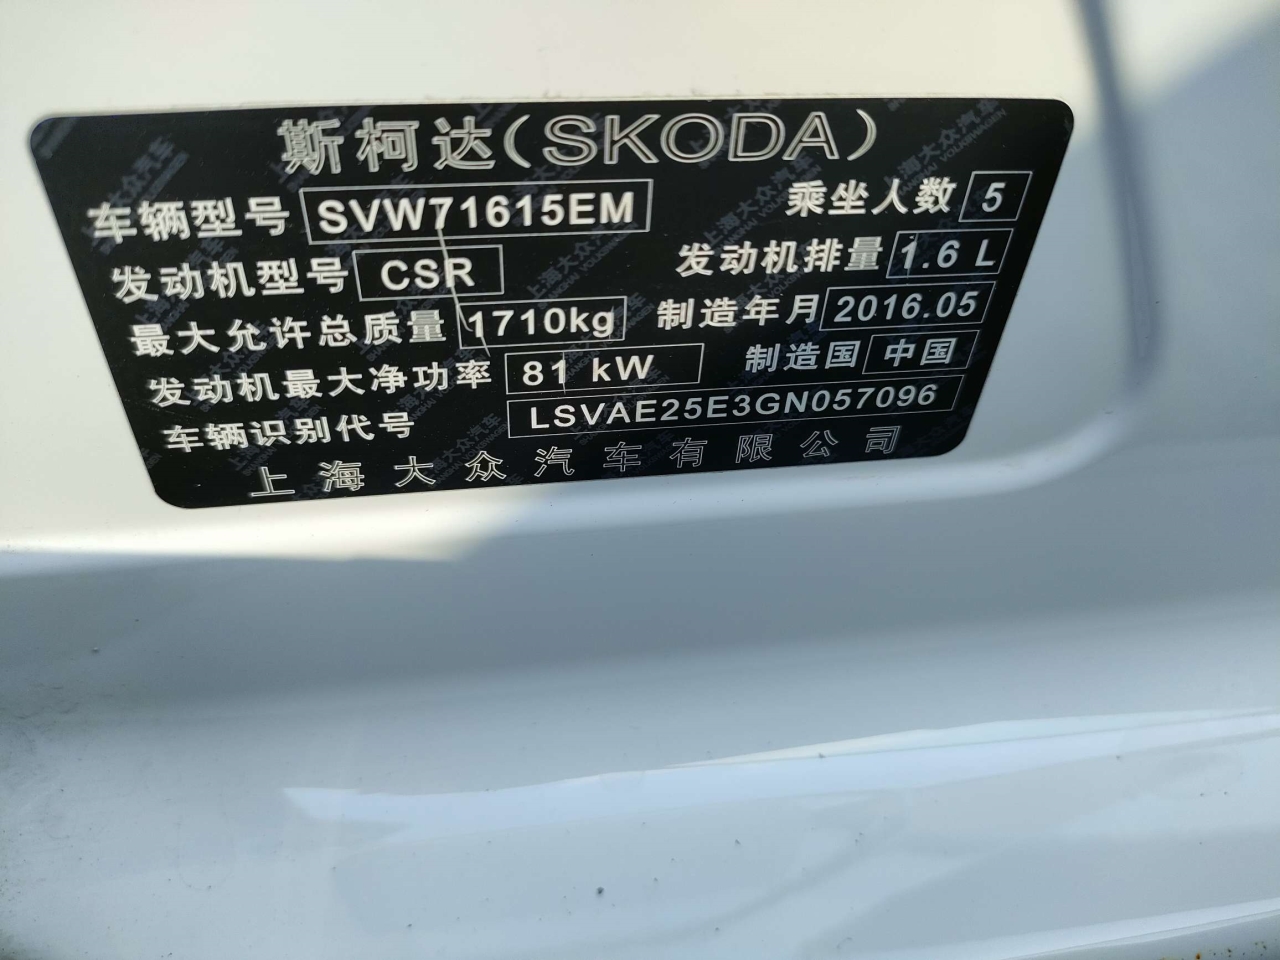 斯柯达(SKODA)
车辆型号 SVW71615EM 乘坐人数 5
发动机型号 CSR 发动机排量 1.6 L
最大允许总质量 1710kg 制造年月 2016.05
发动机最大净功率 81 kW 制造国 中国
车辆识别代号 LSVAE25E3GN057096
上海大众汽车有限公司